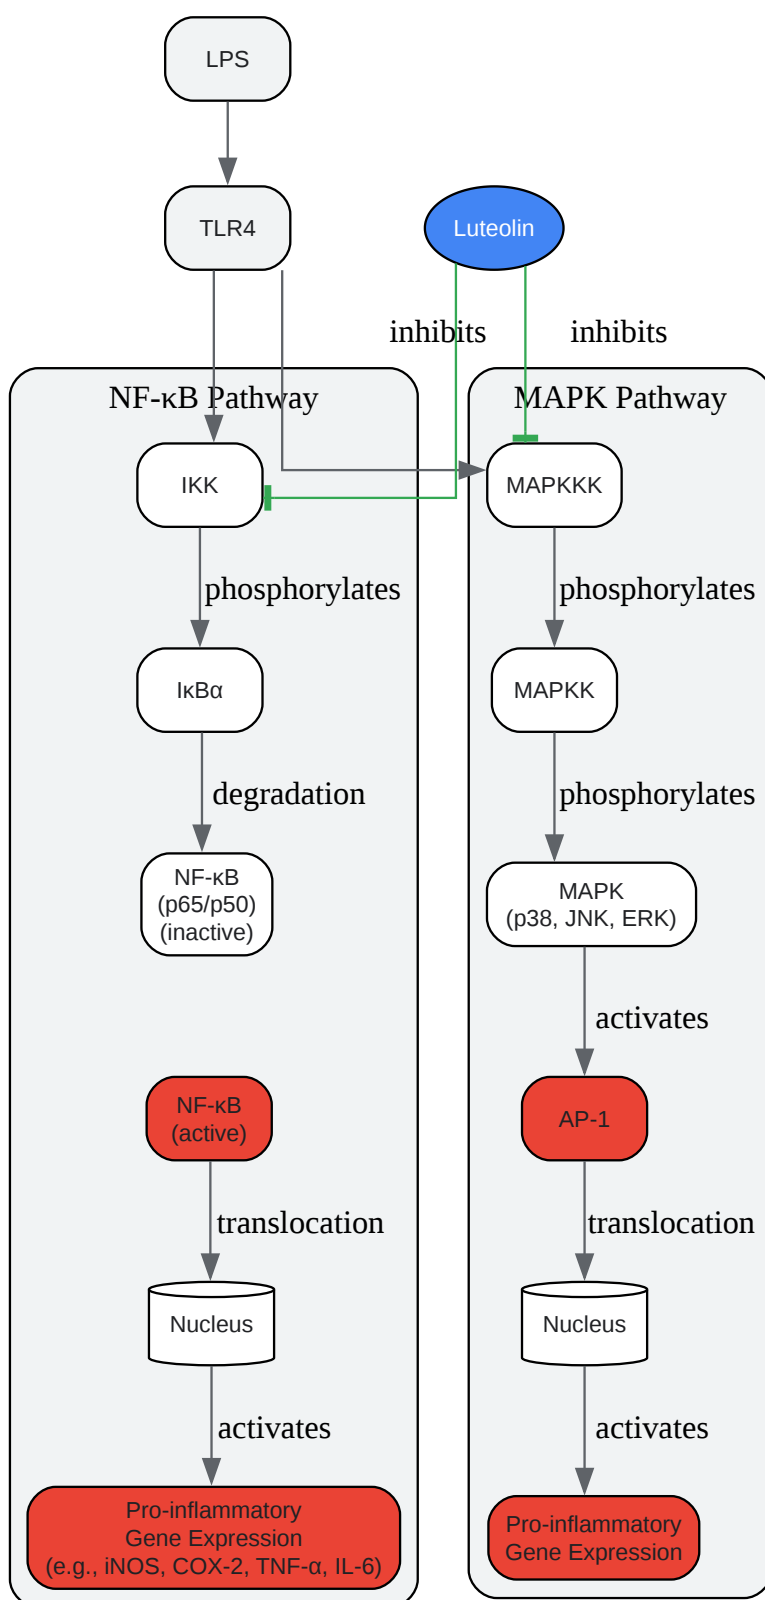 LPS
TLR4
Luteolin
inhibits
inhibits
NF-κB Pathway
MAPK Pathway
IKK
MAPKKK
phosphorylates
phosphorylates
IκBα
MAPKK
degradation
phosphorylates
NF-κB
(p65/p50)
(inactive)
MAPK
(p38, JNK, ERK)
activates
NF-κB
(active)
AP-1
translocation
translocation
Nucleus
Nucleus
activates
activates
Pro-inflammatory
Gene Expression
(e.g., iNOS, COX-2, TNF-α, IL-6)
Pro-inflammatory
Gene Expression